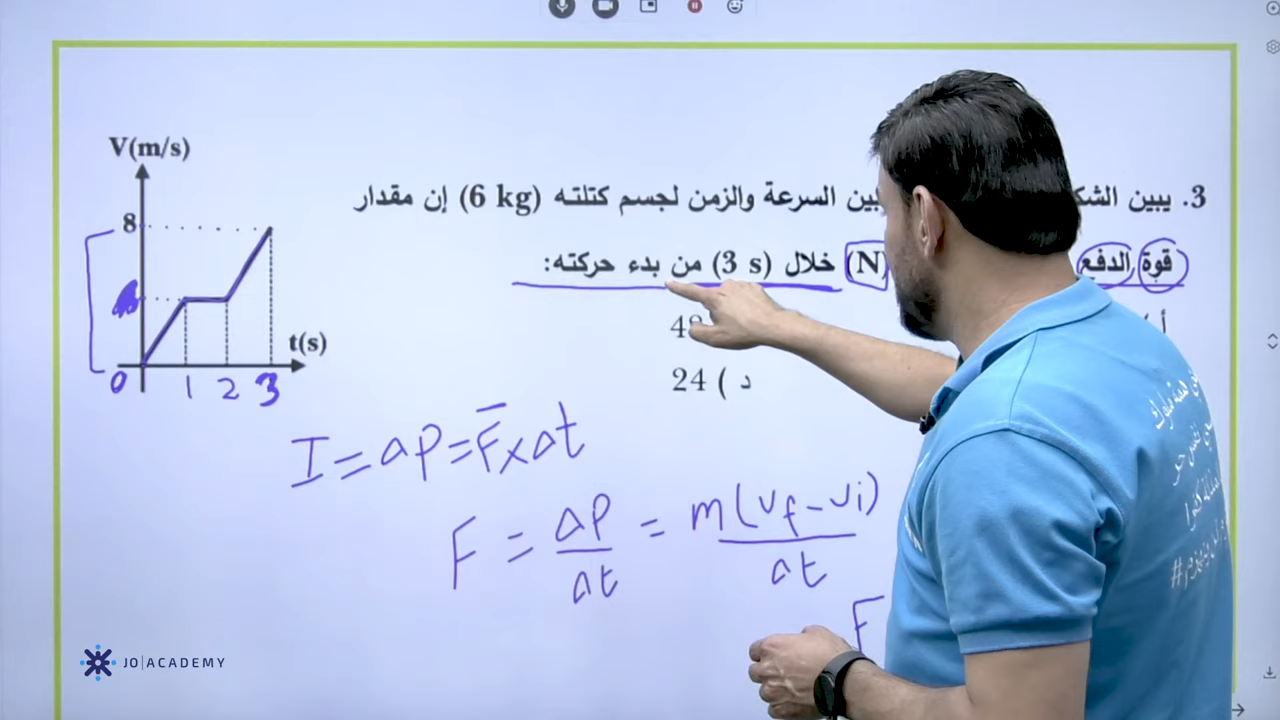 V(m/s)
8
0
1 2 3
t(s)
3. يبين الشكل بين السرعة والزمن لجسم كتلته (6 kg) إن مقدار
قوة الدفع (N) خلال (3 s) من بدء حركته:
أ
د ) 24
I = ΔP = F̄ x Δt
F = ΔP/Δt = m(vf - vi)/Δt
F
JO|ACADEMY